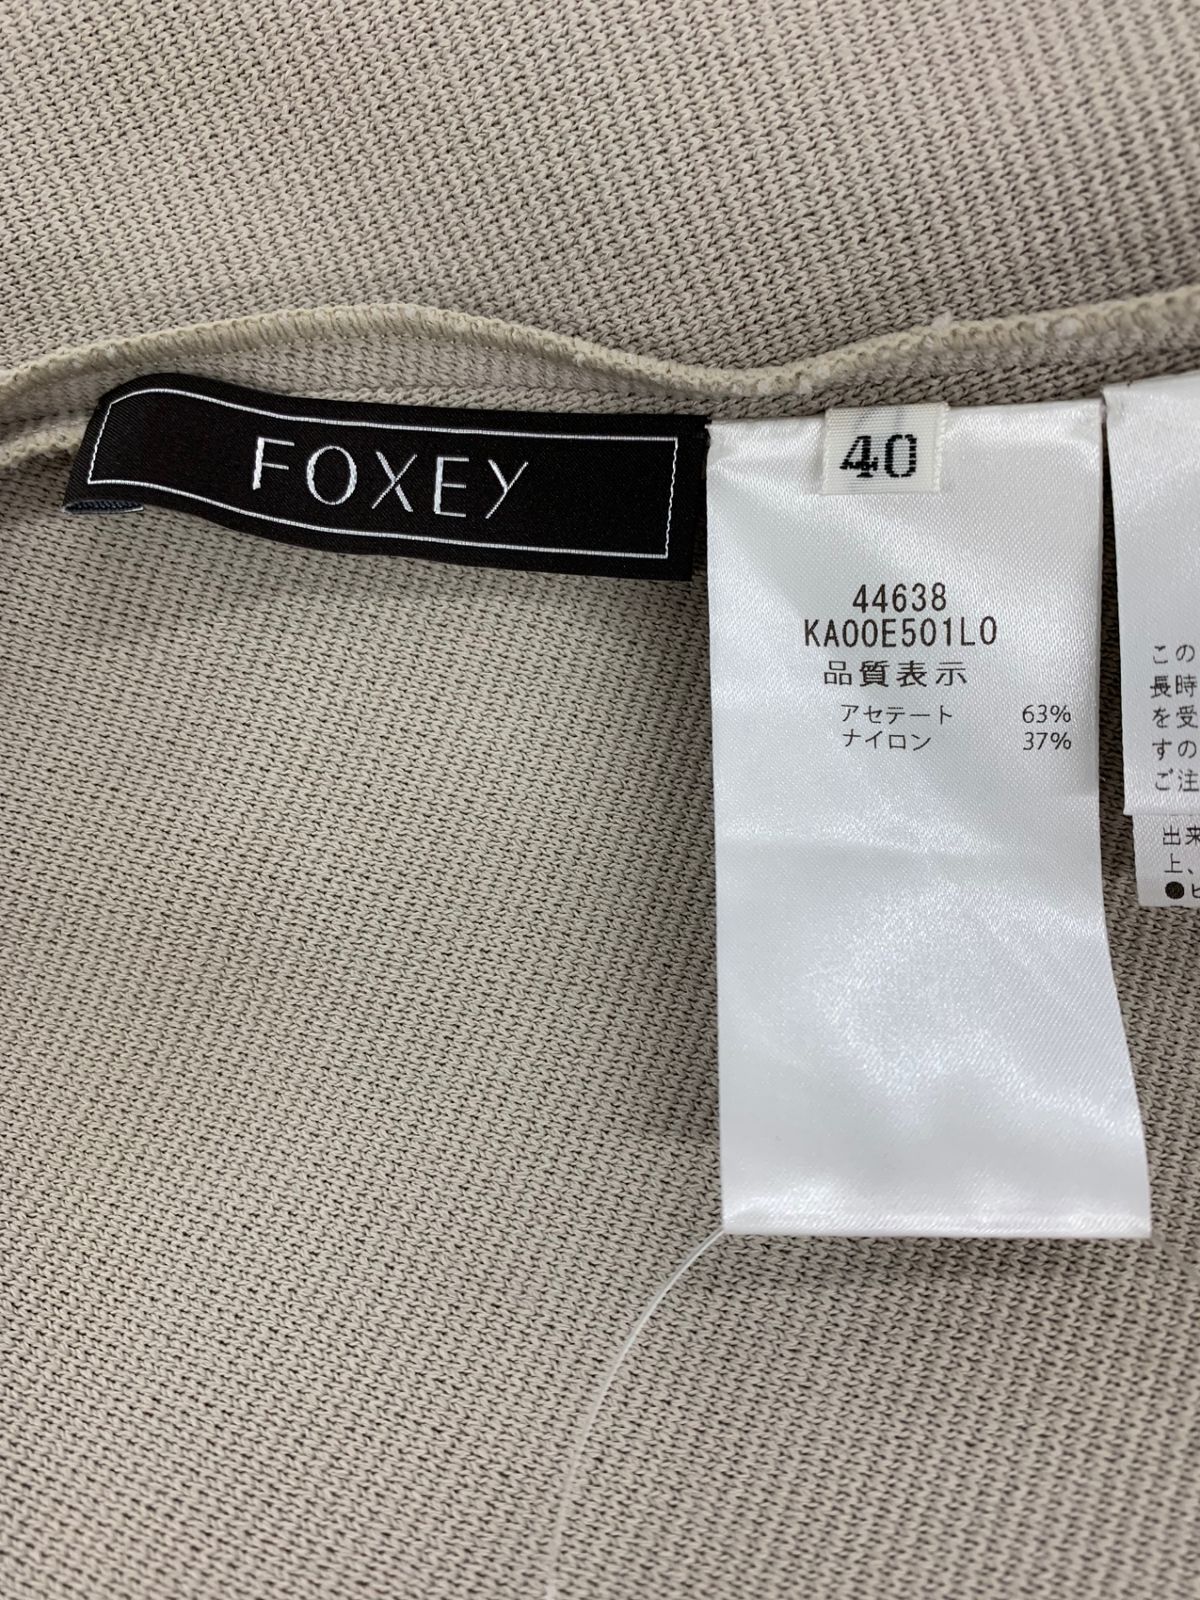 FOXEY
40
44638
KA00E501L0
品質表示
アセテート 63%
ナイロン 37%
この
長時
を受
すの
ご注
出来
上、
●ピ